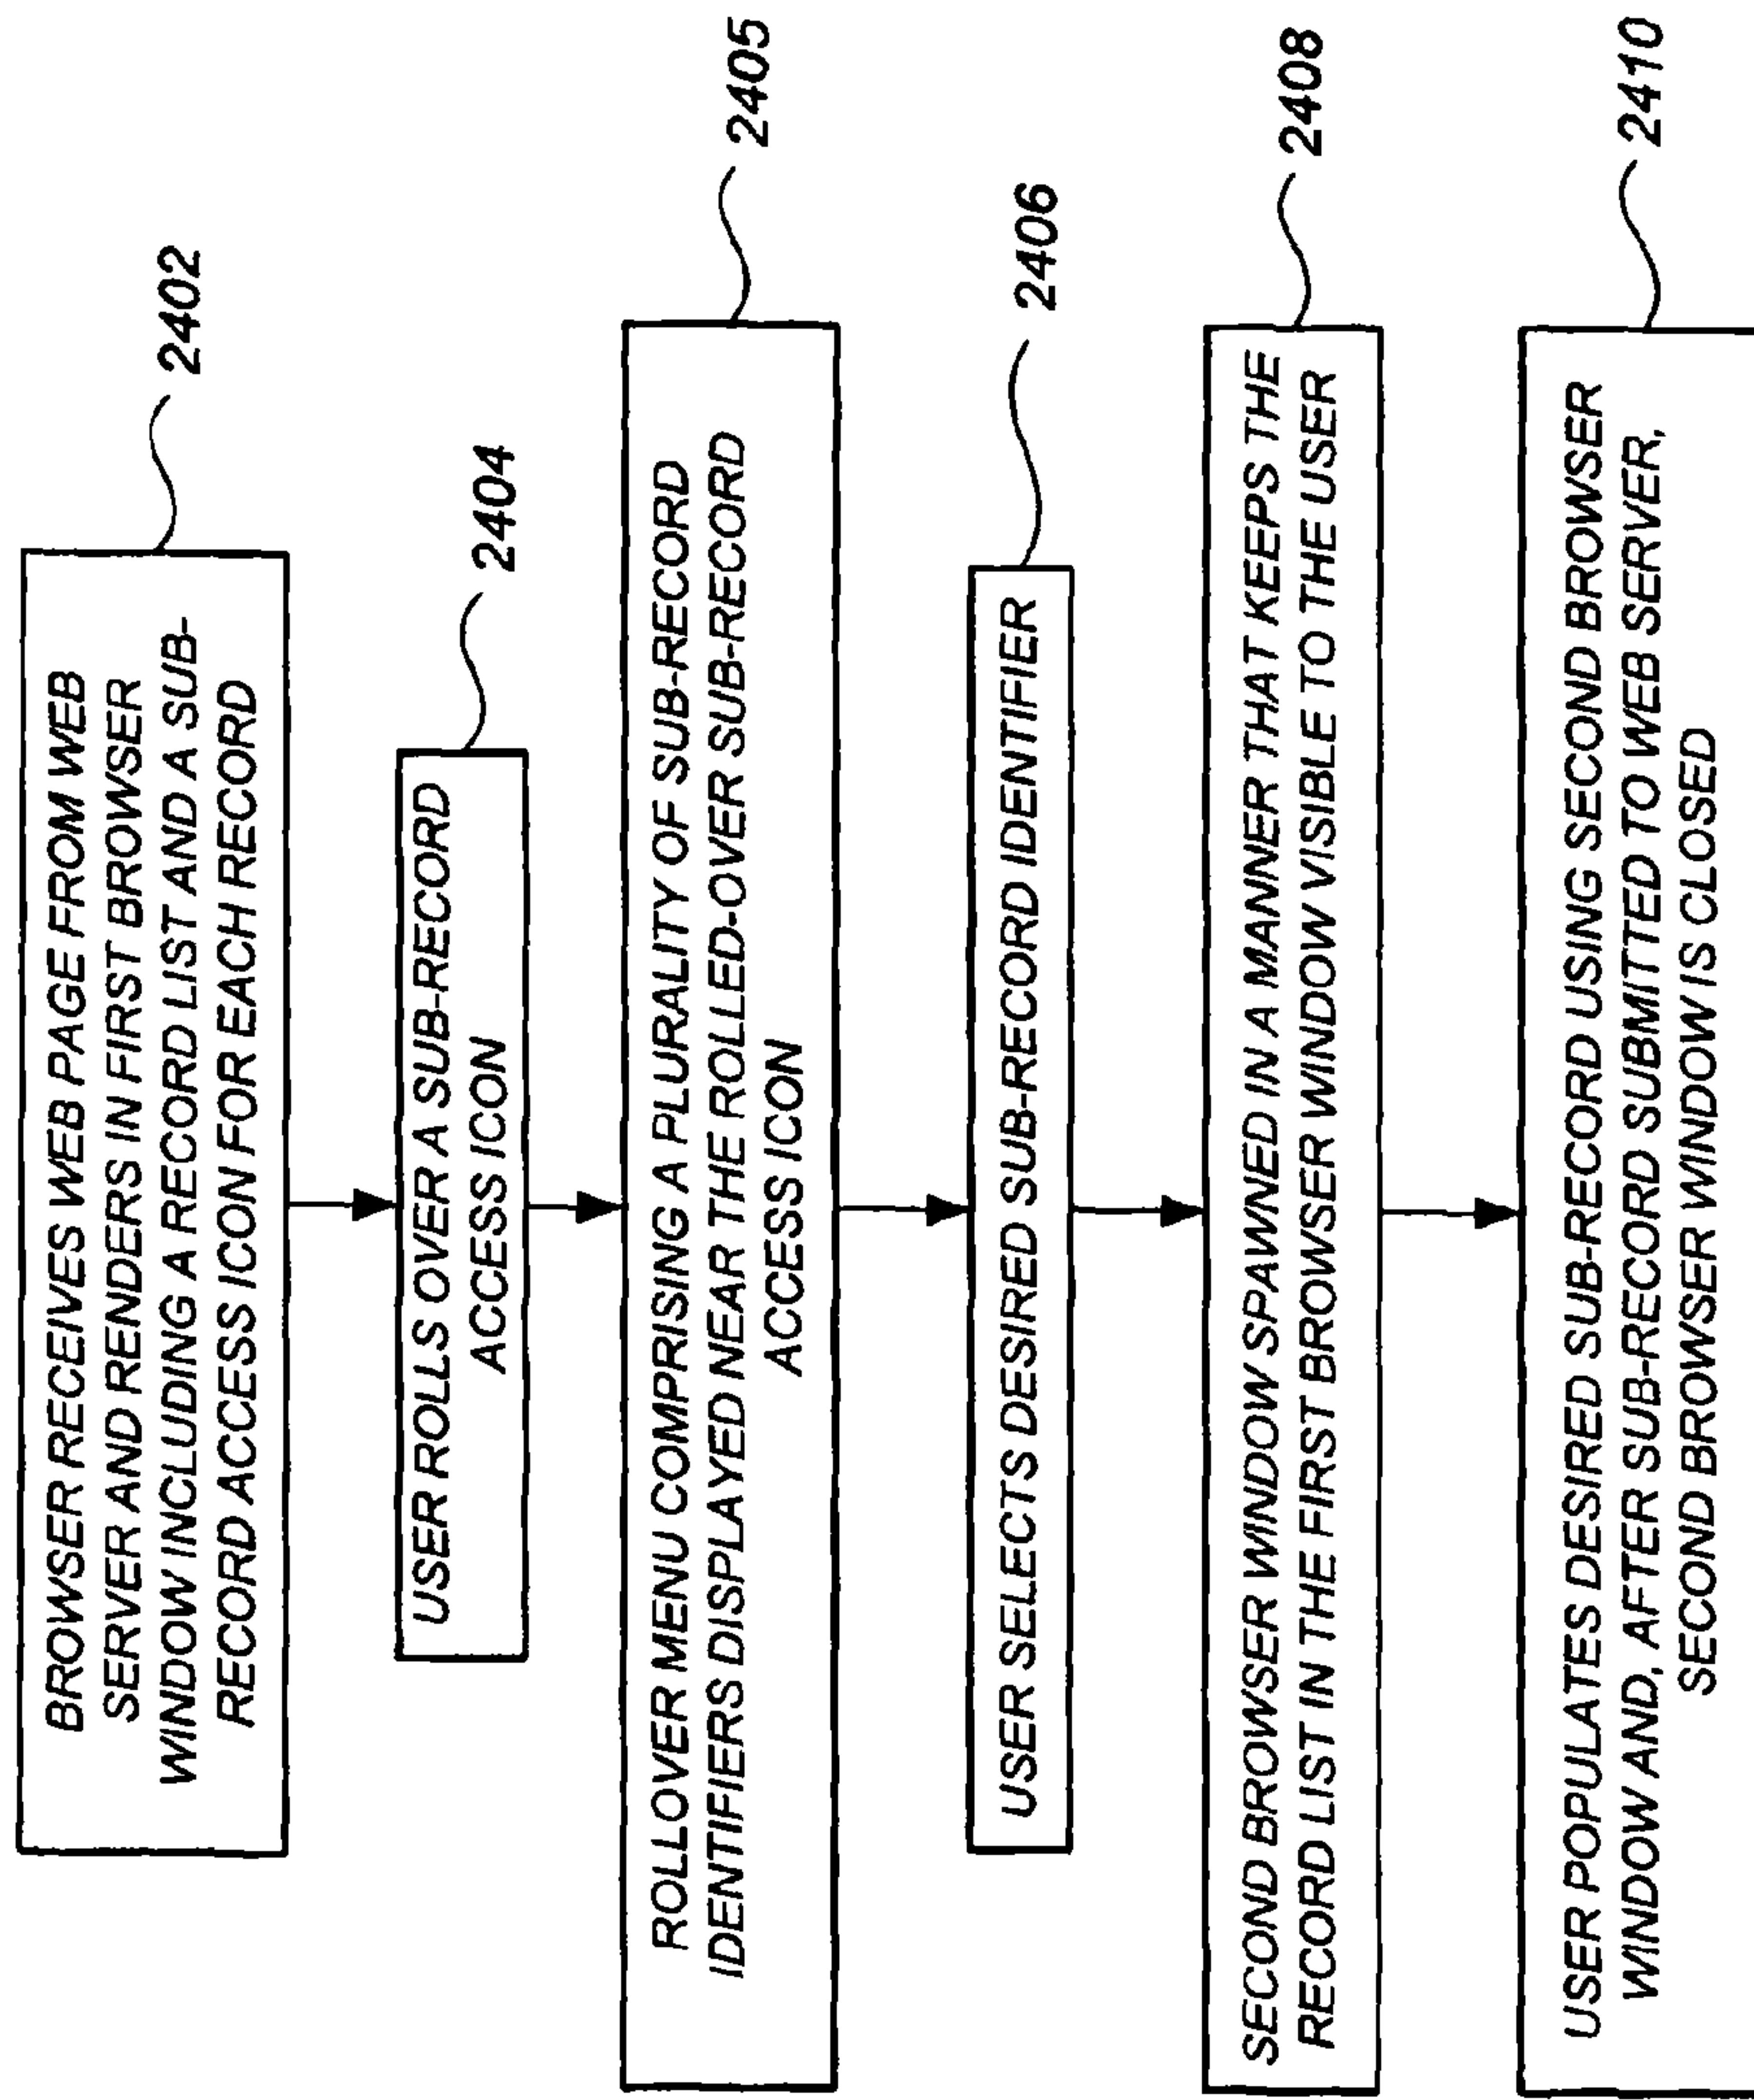 BROWSER RECEIVES WEB PAGE FROM WEB
SERVER AND RENDERS IN FIRST BROWSER
WINDOW INCLUDING A RECORD LIST AND A SUB-
RECORD ACCESS ICON FOR EACH RECORD
2402
USER ROLLS OVER A SUB-RECORD
ACCESS ICON
2404
ROLLOVER MENU COMPRISING A PLURALITY OF SUB-RECORD
IDENTIFIERS DISPLAYED NEAR THE ROLLED-OVER SUB-RECORD
ACCESS ICON
2405
USER SELECTS DESIRED SUB-RECORD IDENTIFIER
2406
SECOND BROWSER WINDOW SPAWNED IN A MANNER THAT KEEPS THE
RECORD LIST IN THE FIRST BROWSER WINDOW VISIBLE TO THE USER
2408
USER POPULATES DESIRED SUB-RECORD USING SECOND BROWSER
WINDOW AND, AFTER SUB-RECORD SUBMITTED TO WEB SERVER,
SECOND BROWSER WINDOW IS CLOSED
2410